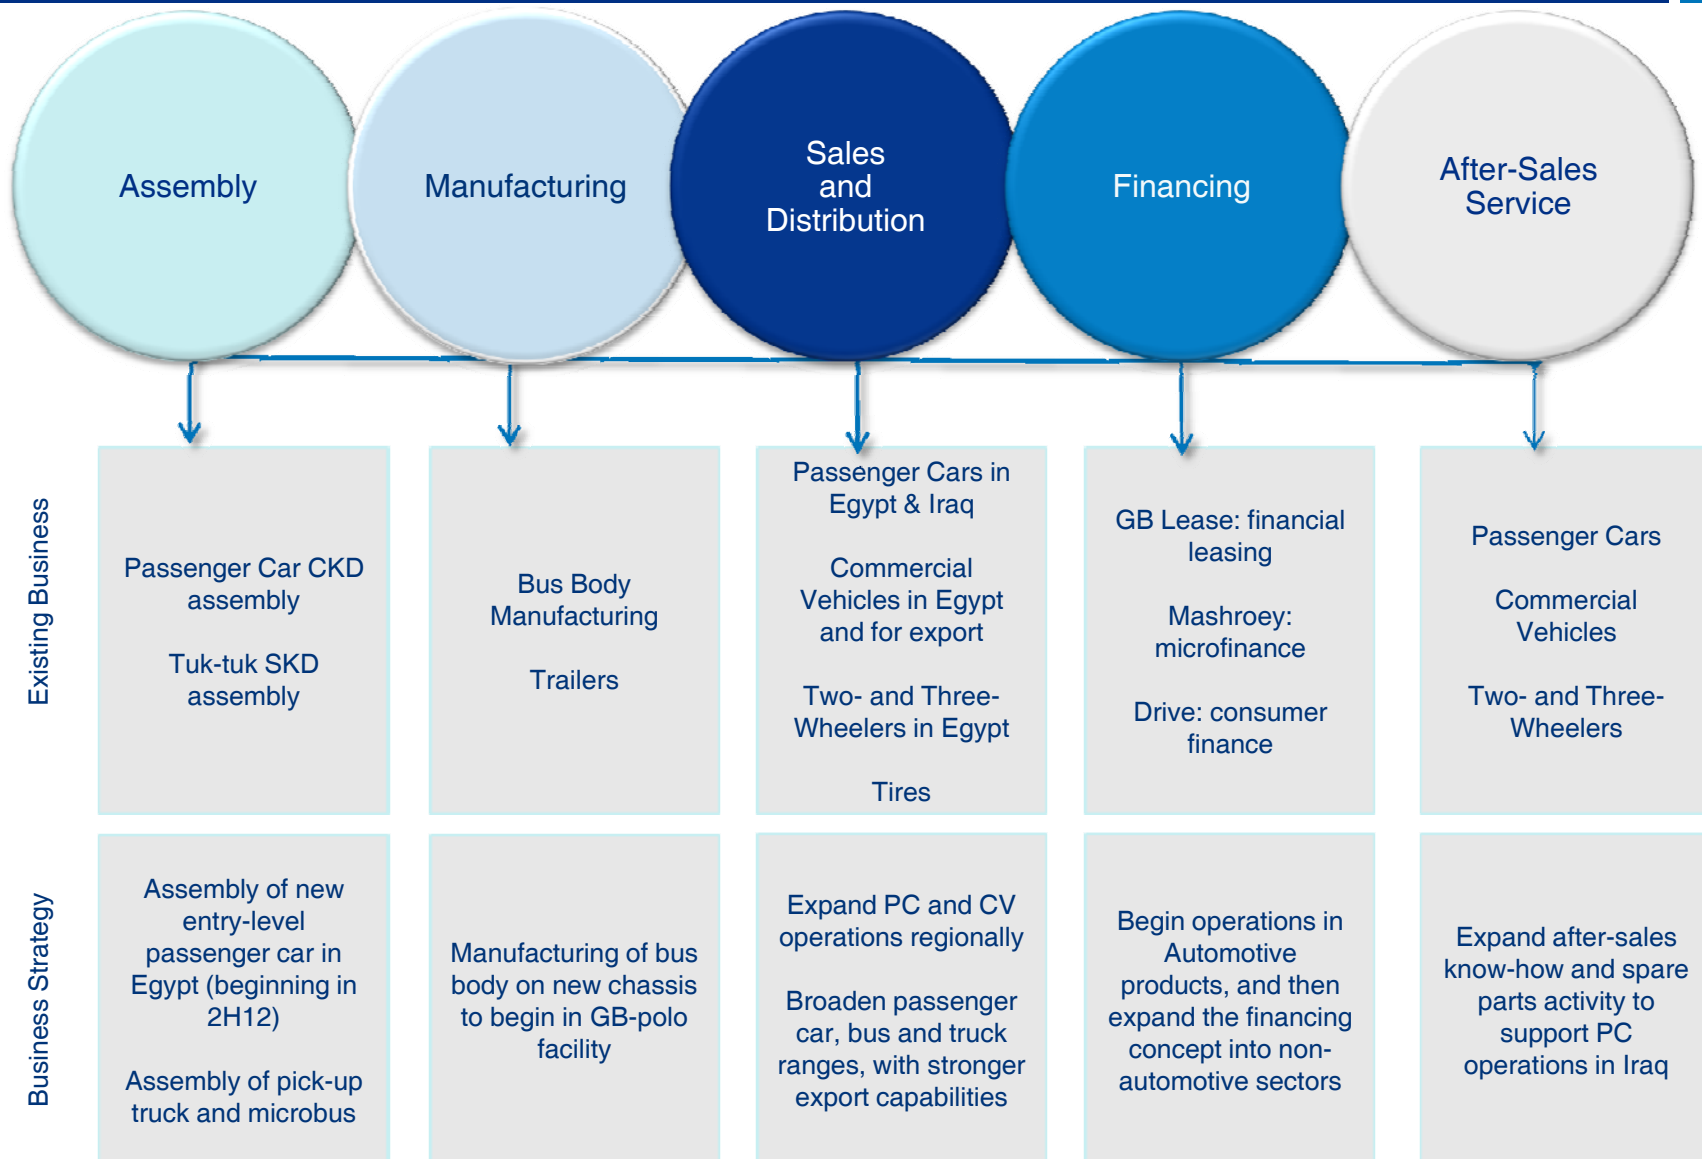 Assembly
Manufacturing
Sales
and
Distribution
Financing
After-Sales
Service
Existing Business
Passenger Car CKD
assembly
Tuk-tuk SKD
assembly
Bus Body
Manufacturing
Trailers
Passenger Cars in
Egypt & Iraq
Commercial
Vehicles in Egypt
and for export
Two- and Three-
Wheelers in Egypt
Tires
GB Lease: financial
leasing
Mashroey:
microfinance
Drive: consumer
finance
Passenger Cars
Commercial
Vehicles
Two- and Three-
Wheelers
Business Strategy
Assembly of new
entry-level
passenger car in
Egypt (beginning in
2H12)
Assembly of pick-up
truck and microbus
Manufacturing of bus
body on new chassis
to begin in GB-polo
facility
Expand PC and CV
operations regionally
Broaden passenger
car, bus and truck
ranges, with stronger
export capabilities
Begin operations in
Automotive
products, and then
expand the financing
concept into non-
automotive sectors
Expand after-sales
know-how and spare
parts activity to
support PC
operations in Iraq